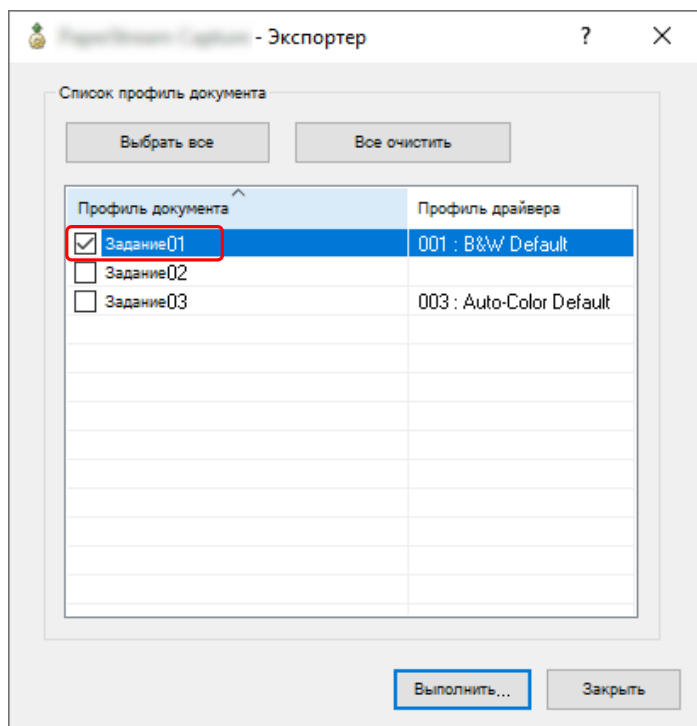 - Экспортер ?
Список профиль документа
Выбрать все Все очистить
Профиль документа Профиль драйвера
Задание01 001 : B&W Default
Задание02
Задание03 003 : Auto-Color Default
Выполнить... Закрыть